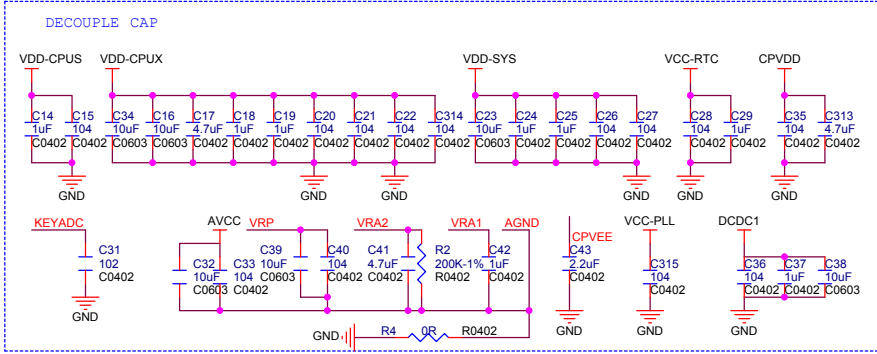 DECOUPLE CAP
VDD-CPUS VDD-CPUX VDD-SYS VCC-RTC CPVDD
C14 C15 C34 C16 C17 C18 C19 C20 C21 C22 C314 C23 C24 C25 C26 C27 C28 C29 C35 C313
1uF 104 10uF 10uF 4.7uF 1uF 1uF 104 104 104 104 10uF 1uF 1uF 104 104 104 1uF 104 4.7uF
C0402 C0402 C0603 C0603 C0402 C0402 C0402 C0402 C0402 C0402 C0402 C0603 C0402 C0402 C0402 C0402 C0402 C0402 C0402 C0402
GND GND GND GND GND GND
KEYADC AVCC VRP VRA2 VRA1 AGND CPVEE VCC-PLL DCDC1
C31 C32 C33 C39 C40 C41 R2 C42 C43 C315 C36 C37 C38
102 10uF 104 10uF 104 4.7uF 200K-1% 1uF 2.2uF 104 104 1uF 10uF
C0402 C0603 C0402 C0603 C0402 C0402 R0402 C0402 C0402 C0402 C0402 C0402 C0603
GND GND GND GND
GND R4 0R R0402